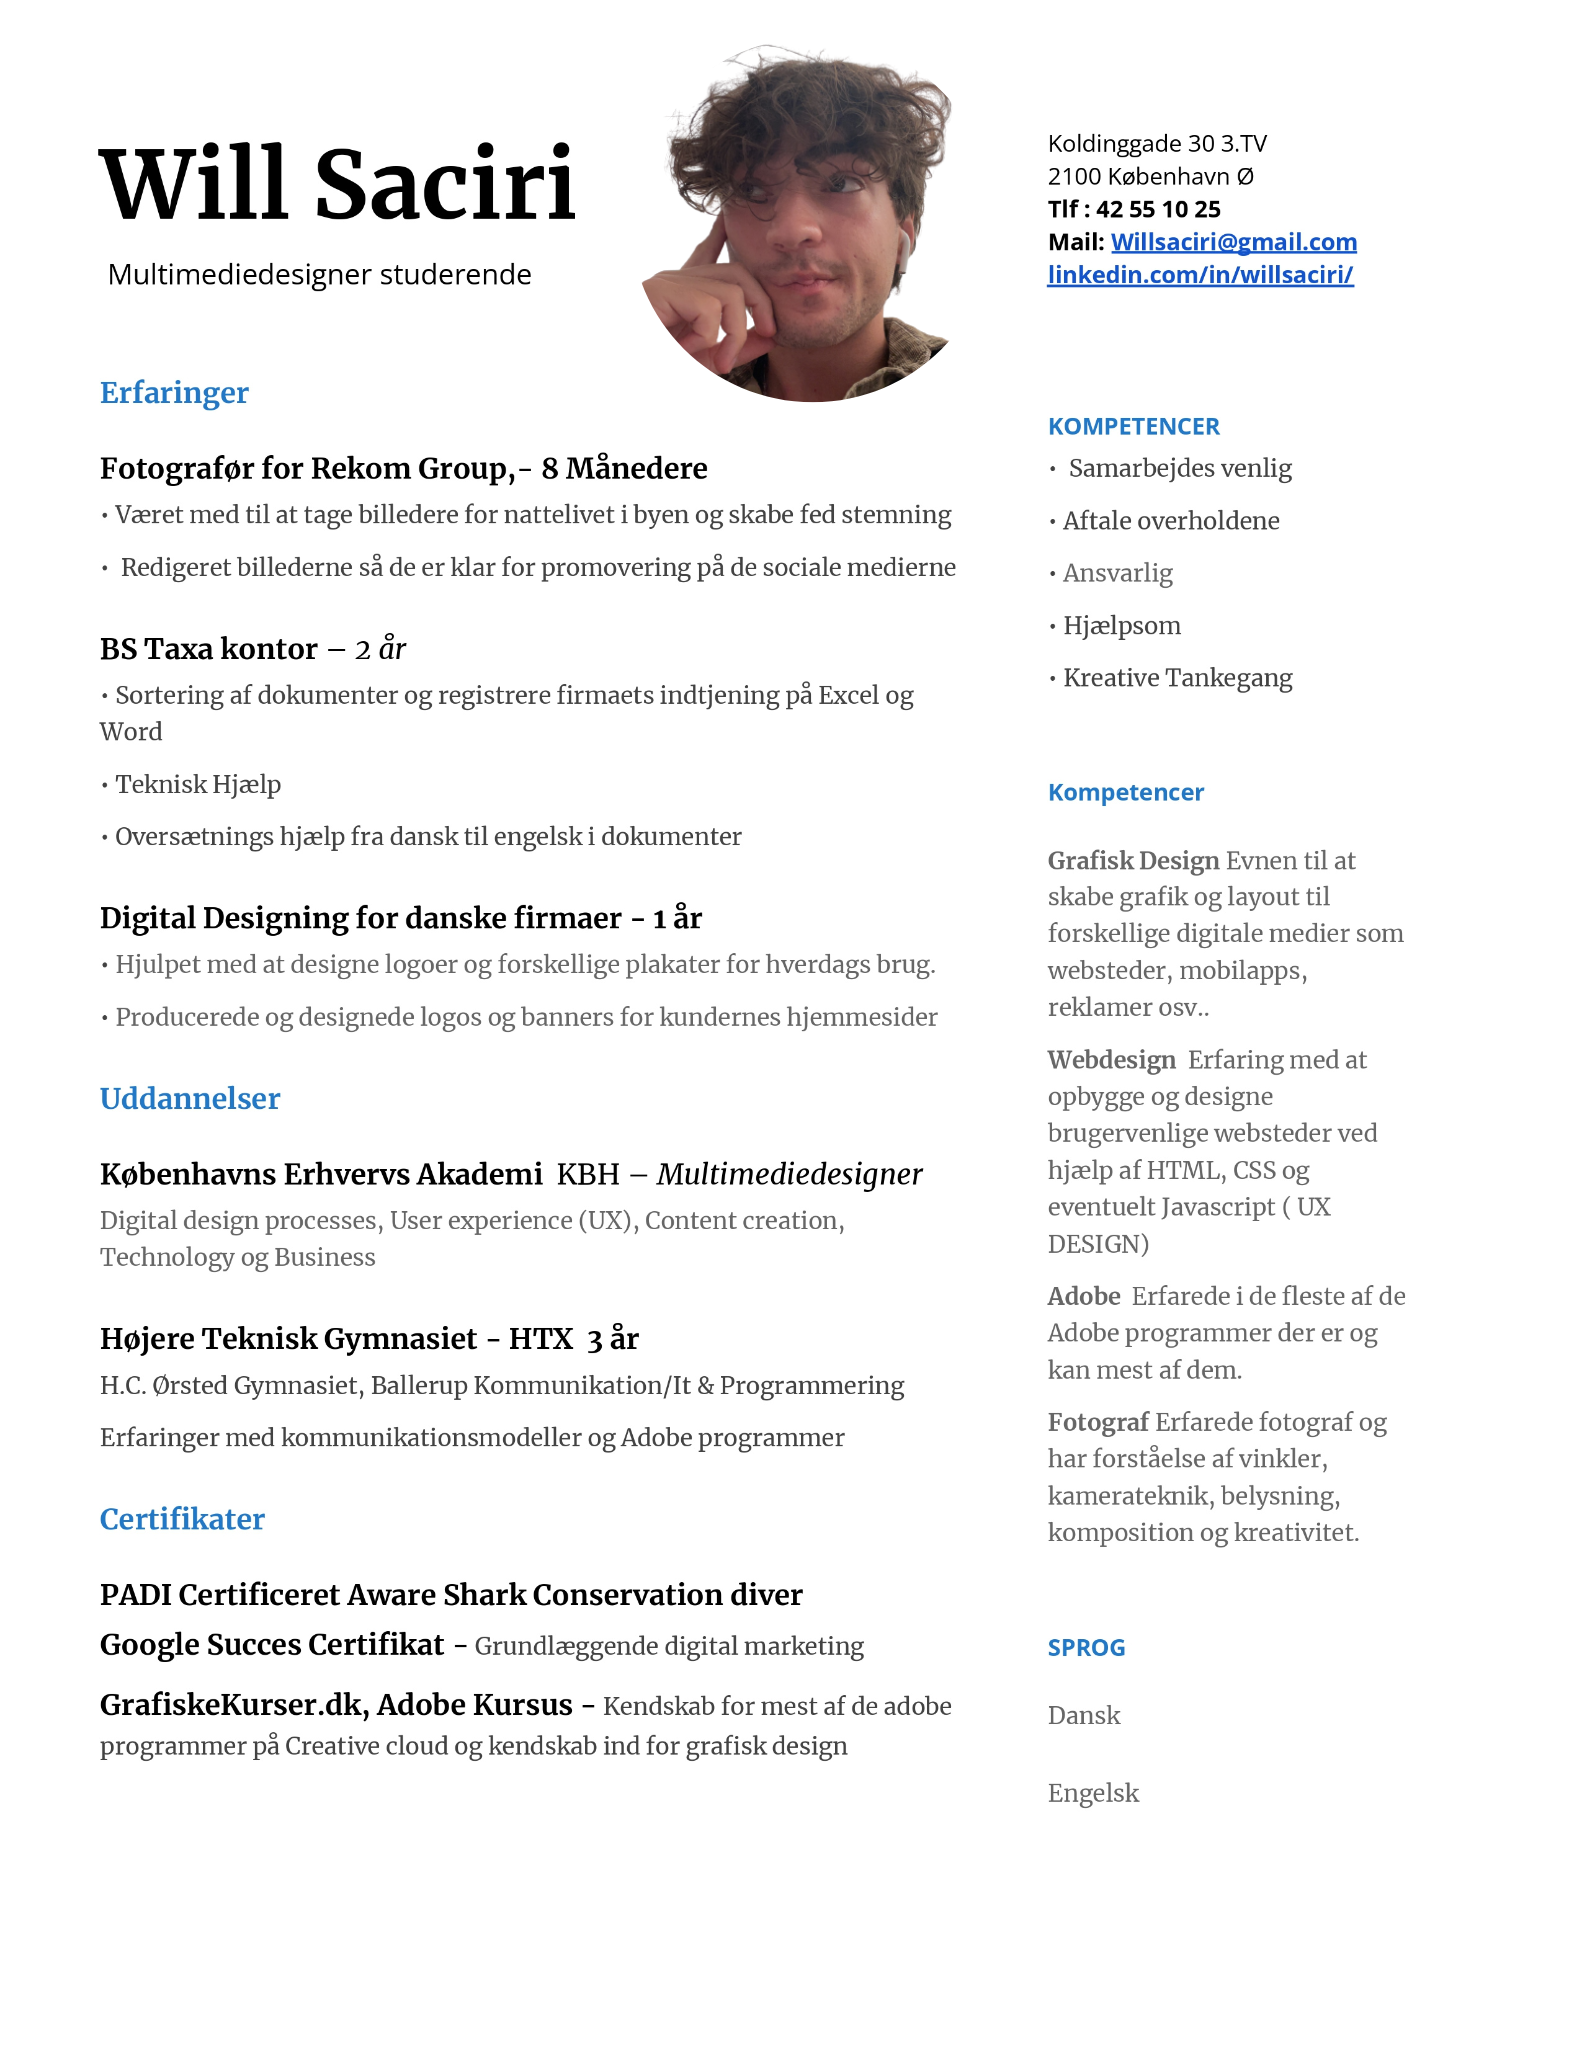 Will Saciri
Multimediedesigner studerende
Koldinggade 30 3.TV
2100 København Ø
Tlf : 42 55 10 25
Mail: Willsaciri@gmail.com
linkedin.com/in/willsaciri/
Erfaringer
Fotografør for Rekom Group,- 8 Månedere
• Været med til at tage billedere for nattelivet i byen og skabe fed stemning
• Redigeret billederne så de er klar for promovering på de sociale medierne
BS Taxa kontor – 2 år
• Sortering af dokumenter og registrere firmaets indtjening på Excel og
Word
• Teknisk Hjælp
• Oversætnings hjælp fra dansk til engelsk i dokumenter
Digital Designing for danske firmaer - 1 år
• Hjulpet med at designe logoer og forskellige plakater for hverdags brug.
• Producerede og designede logos og banners for kundernes hjemmesider
Uddannelser
Københavns Erhvervs Akademi KBH – Multimediedesigner
Digital design processes, User experience (UX), Content creation,
Technology og Business
Højere Teknisk Gymnasiet - HTX 3 år
H.C. Ørsted Gymnasiet, Ballerup Kommunikation/It & Programmering
Erfaringer med kommunikationsmodeller og Adobe programmer
Certifikater
PADI Certificeret Aware Shark Conservation diver
Google Succes Certifikat - Grundlæggende digital marketing
GrafiskeKurser.dk, Adobe Kursus - Kendskab for mest af de adobe
programmer på Creative cloud og kendskab ind for grafisk design
KOMPETENCER
• Samarbejdes venlig
• Aftale overholdene
• Ansvarlig
• Hjælpsom
• Kreative Tankegang
Kompetencer
Grafisk Design Evnen til at
skabe grafik og layout til
forskellige digitale medier som
websteder, mobilapps,
reklamer osv..
Webdesign Erfaring med at
opbygge og designe
brugervenlige websteder ved
hjælp af HTML, CSS og
eventuelt Javascript ( UX
DESIGN)
Adobe Erfarede i de fleste af de
Adobe programmer der er og
kan mest af dem.
Fotograf Erfarede fotograf og
har forståelse af vinkler,
kamerateknik, belysning,
komposition og kreativitet.
SPROG
Dansk
Engelsk